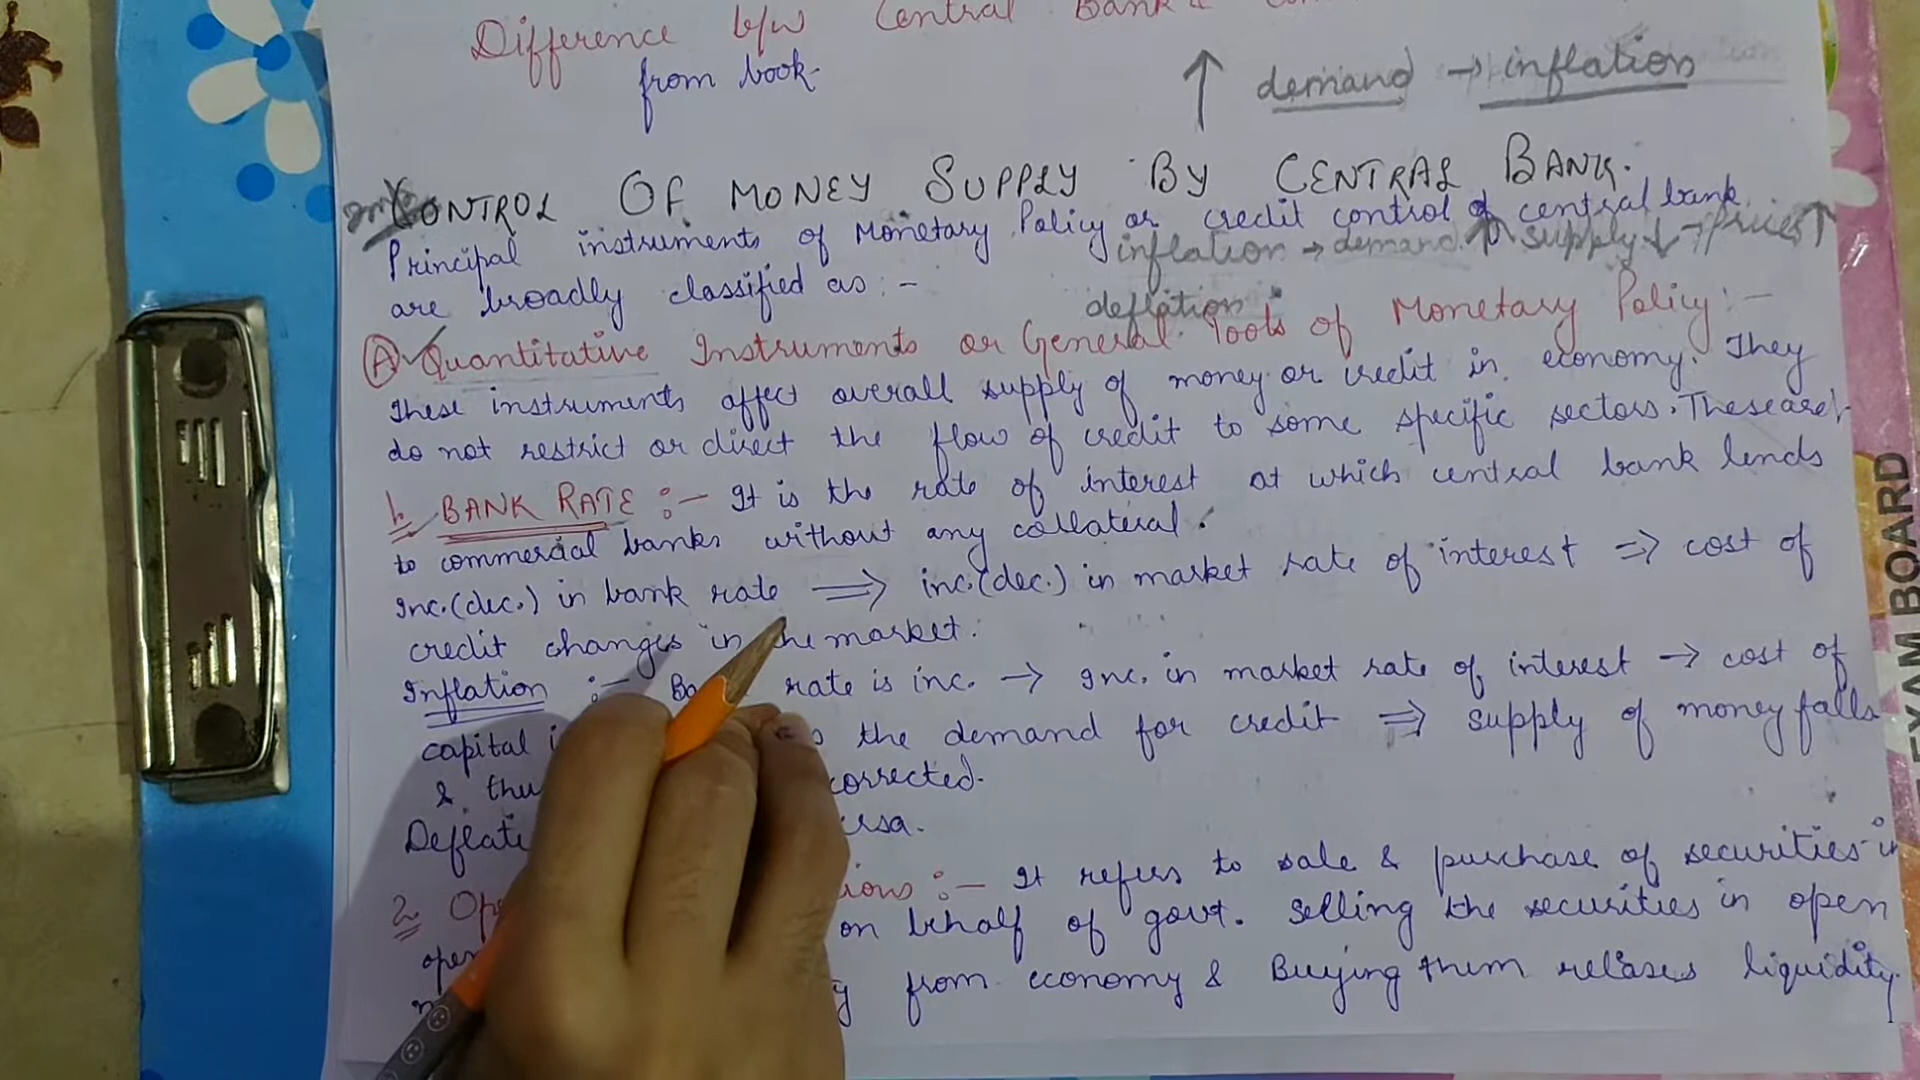 Difference b/w Central Bank &
from book-
↑ demand → inflation
CONTROL OF MONEY SUPPLY BY CENTRAL BANK.
Principal instruments of Monetary Policy or credit control of central bank
inflation → demand ↑ supply ↓ → prices ↑
are broadly classified as :-
deflation
A Quantitative Instruments or General Tools of Monetary Policy :-
These instruments affect overall supply of money or credit in economy. They
do not restrict or direct the flow of credit to some specific sectors. These are
1. BANK RATE :- It is the rate of interest at which central bank lends
to commercial banks without any collateral.
Inc.(dec.) in bank rate ⇒ inc.(dec.) in market rate of interest ⇒ cost of
credit changes in the market.
Inflation :- rate is inc. → Inc. in market rate of interest → cost of
capital the demand for credit ⇒ supply of money falls
& corrected.
2. :- It refers to sale & purchase of securities in
on behalf of govt. Selling the securities in open
from economy & Buying them relases liquidity.
EXAM BOARD